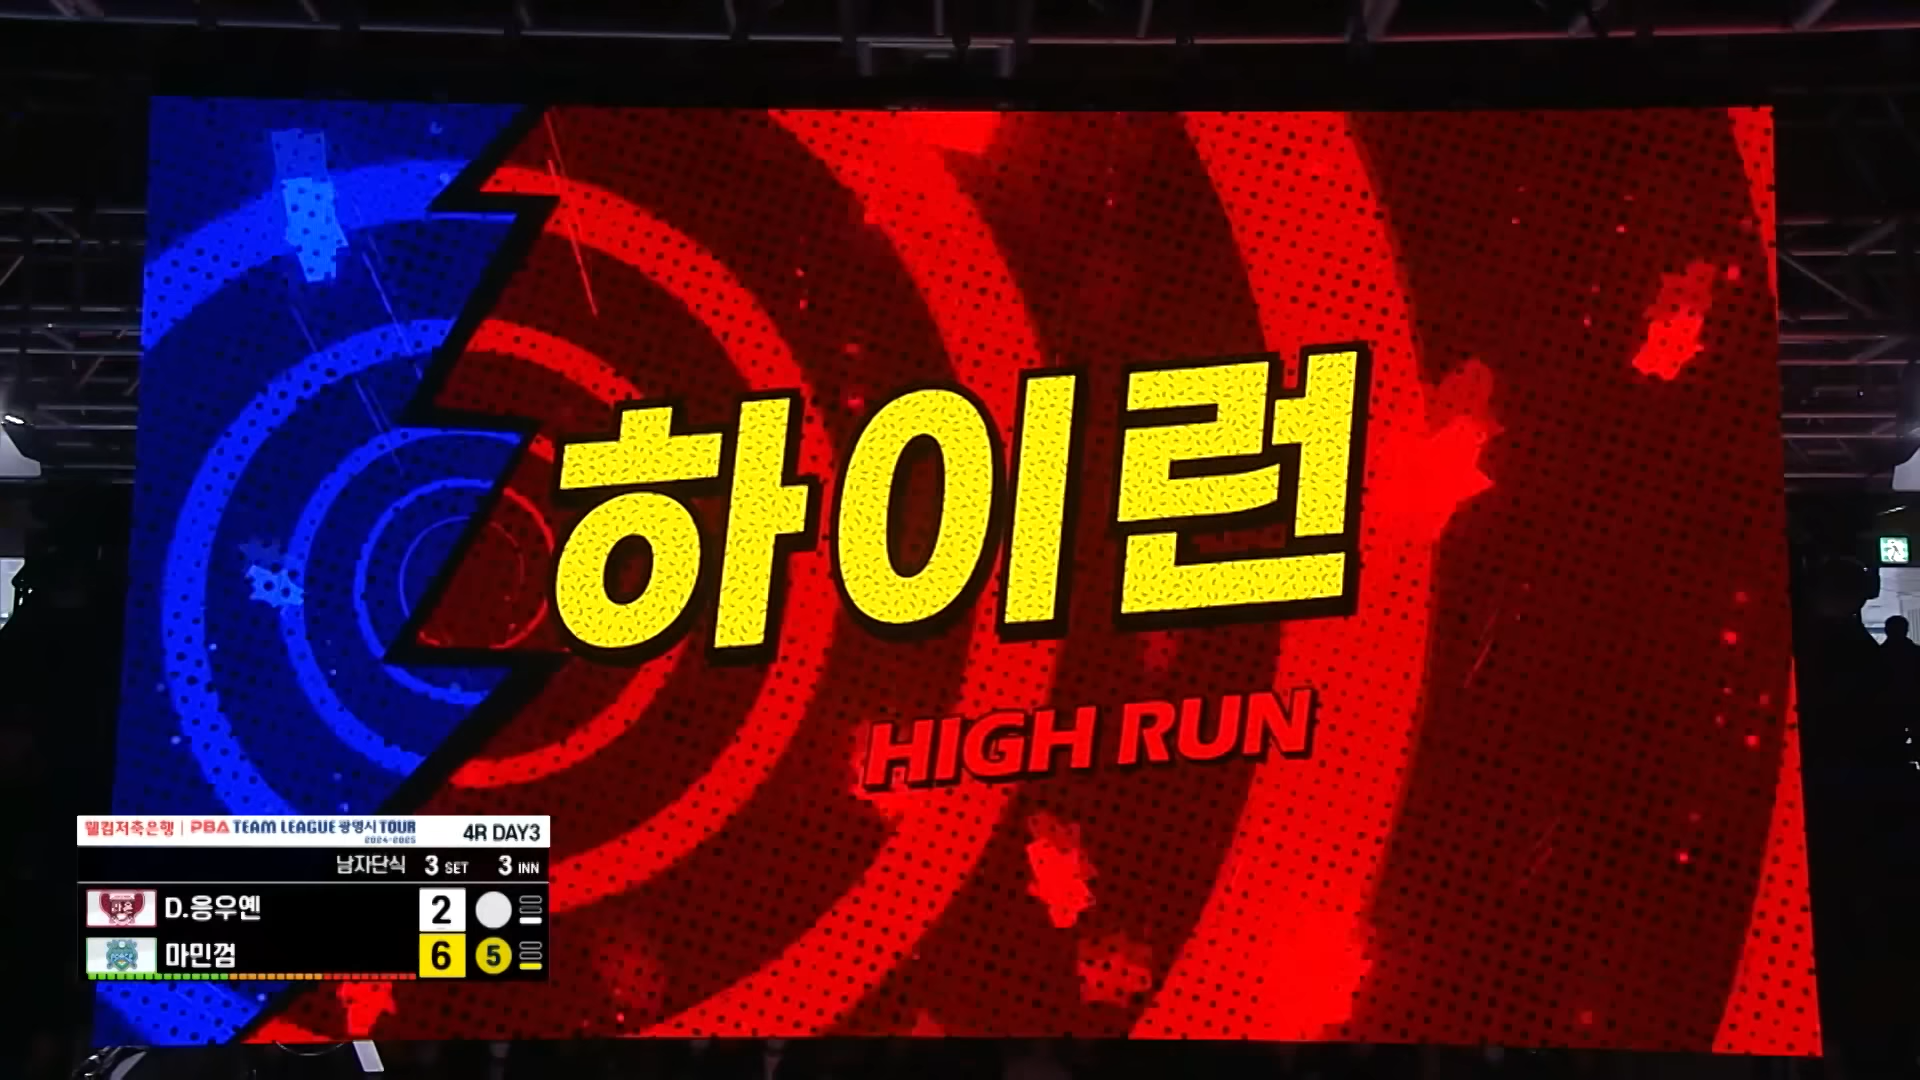 하이런
HIGH RUN
웰컴저축은행 | PBA TEAM LEAGUE 광명시 TOUR
2024-2025
4R DAY3
남자단식 3 SET 3 INN
D.응우옌 2
마민껌 6 5